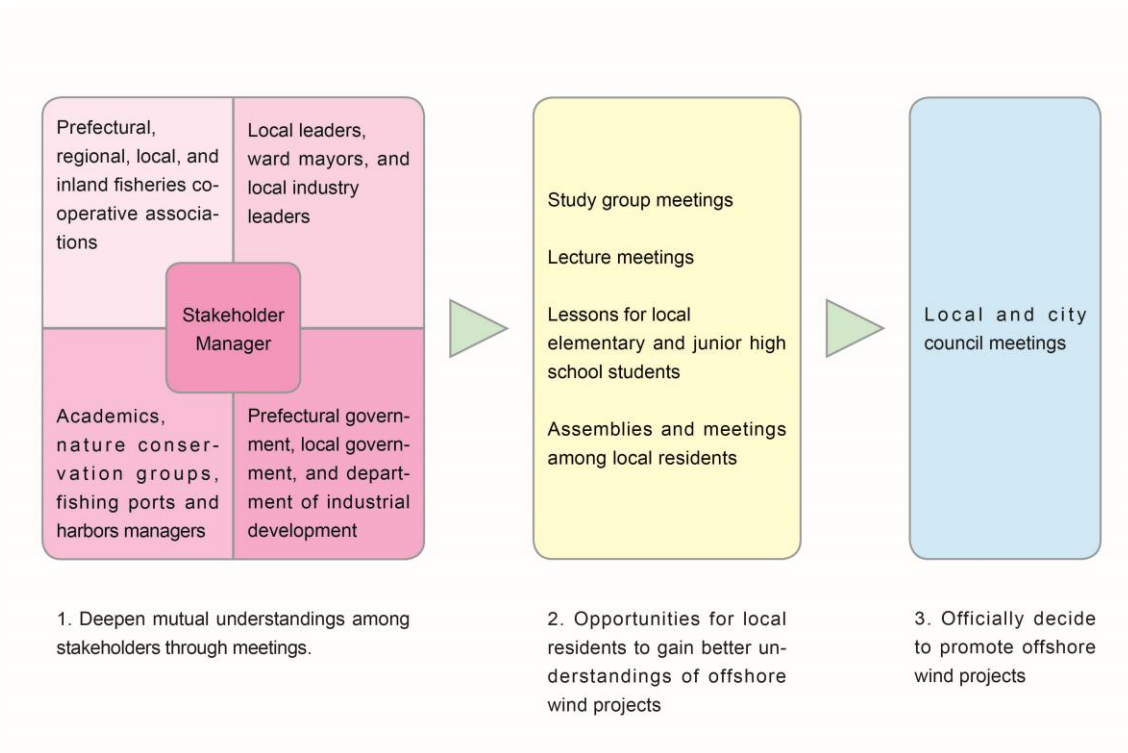 Prefectural,
regional, local, and
inland fisheries co-
operative associa-
tions
Local leaders,
ward mayors, and
local industry
leaders
Stakeholder
Manager
Academics,
nature conser-
vation groups,
fishing ports and
harbors managers
Prefectural govern-
ment, local govern-
ment, and depart-
ment of industrial
development
1. Deepen mutual understandings among
stakeholders through meetings.
Study group meetings
Lecture meetings
Lessons for local
elementary and junior high
school students
Assemblies and meetings
among local residents
2. Opportunities for local
residents to gain better un-
derstandings of offshore
wind projects
Local and city
council meetings
3. Officially decide
to promote offshore
wind projects